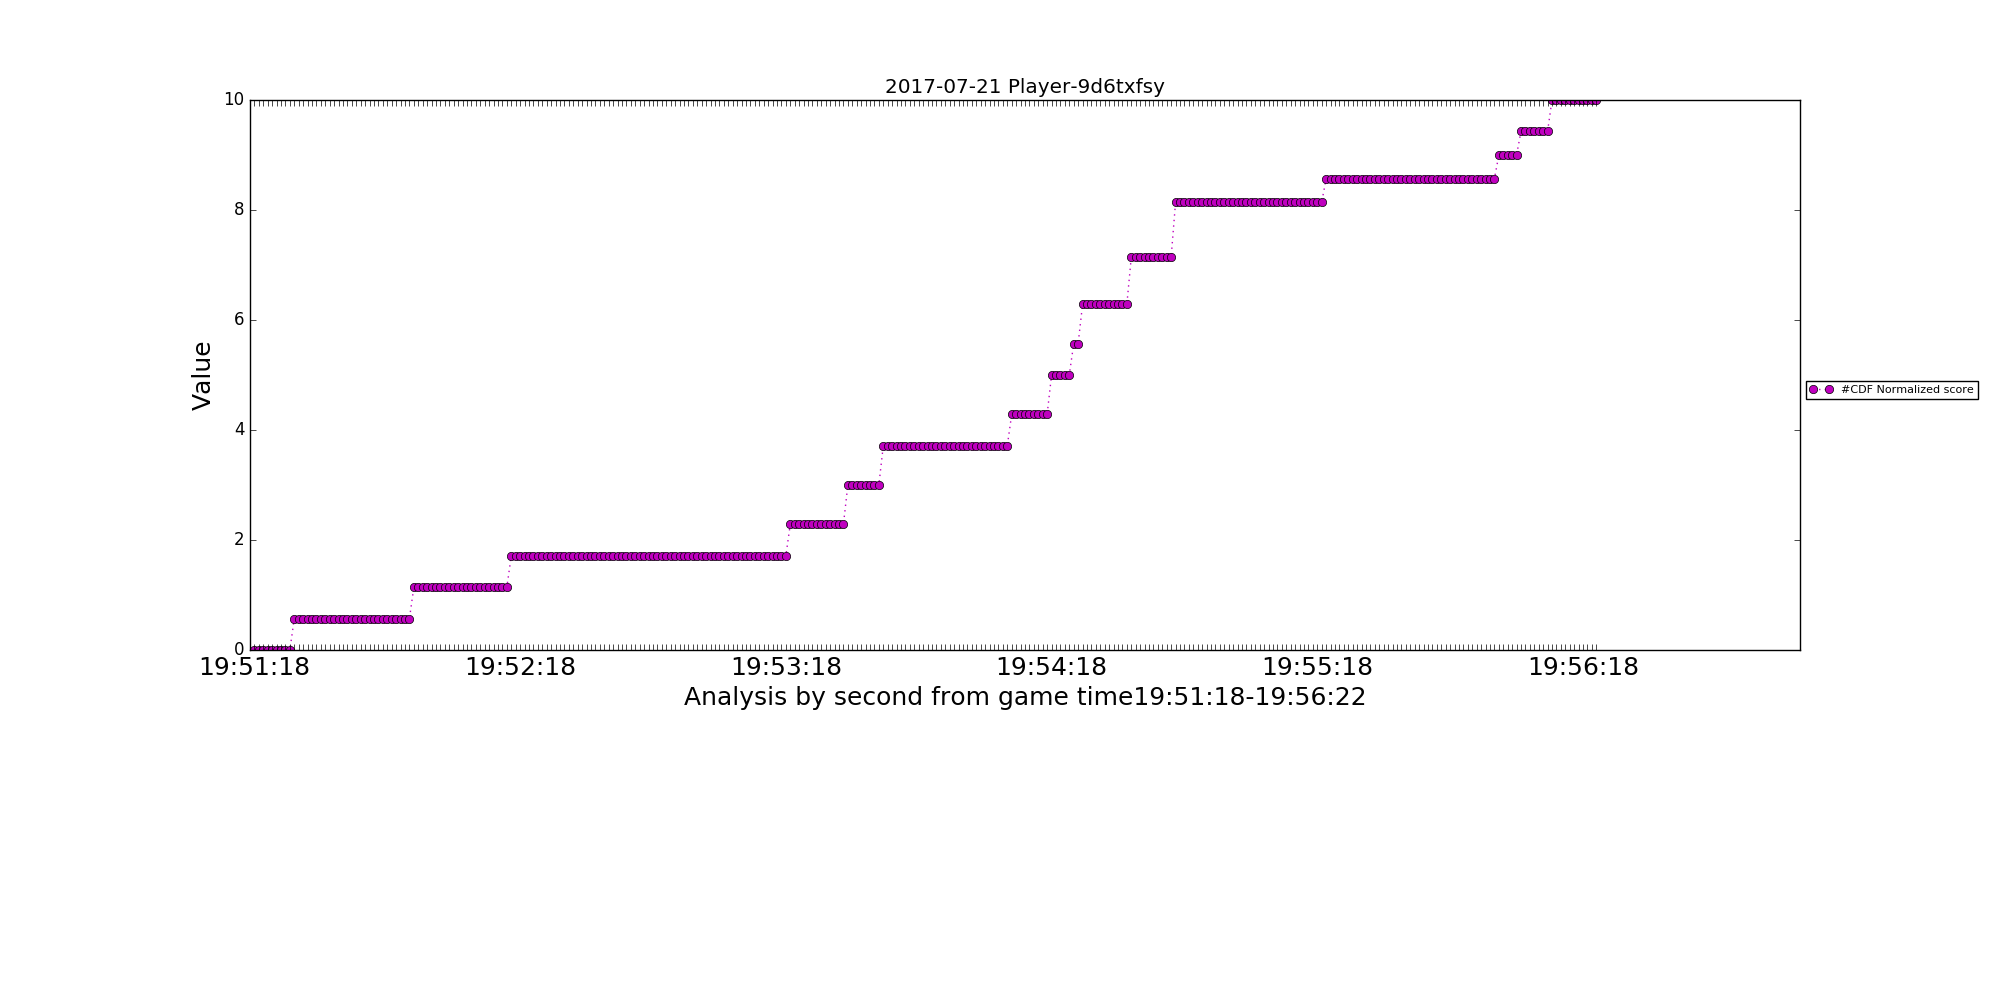 2017-07-21 Player-9d6txfsy
10
8
6
4
2
0
Value
#CDF Normalized score
19:51:18 19:52:18 19:53:18 19:54:18 19:55:18 19:56:18
Analysis by second from game time19:51:18-19:56:22